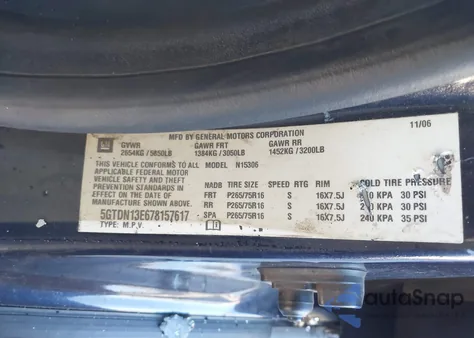 MFD BY GENERAL MOTORS CORPORATION 11/06
GM GVWR GAWR FRT GAWR RR
2654KG / 5850LB 1384KG / 3050LB 1452KG / 3200LB
THIS VEHICLE CONFORMS TO ALL N15306
APPLICABLE FEDERAL MOTOR
VEHICLE SAFETY AND THEFT NADB TIRE SIZE SPEED RTG RIM COLD TIRE PRESSURE
PREVENTION STANDARDS IN FRT P265/75R16 S 16X7.5J KPA 30 PSI
EFFECT ON THE DATE OF RR P265/75R16 S 16X7.5J KPA 30 PSI
MANUFACTURE SHOWN ABOVE. SPA P265/75R16 S 16X7.5J 240 KPA 35 PSI
5GTDN13E678157617
TYPE: M.P.V.
autaSnap